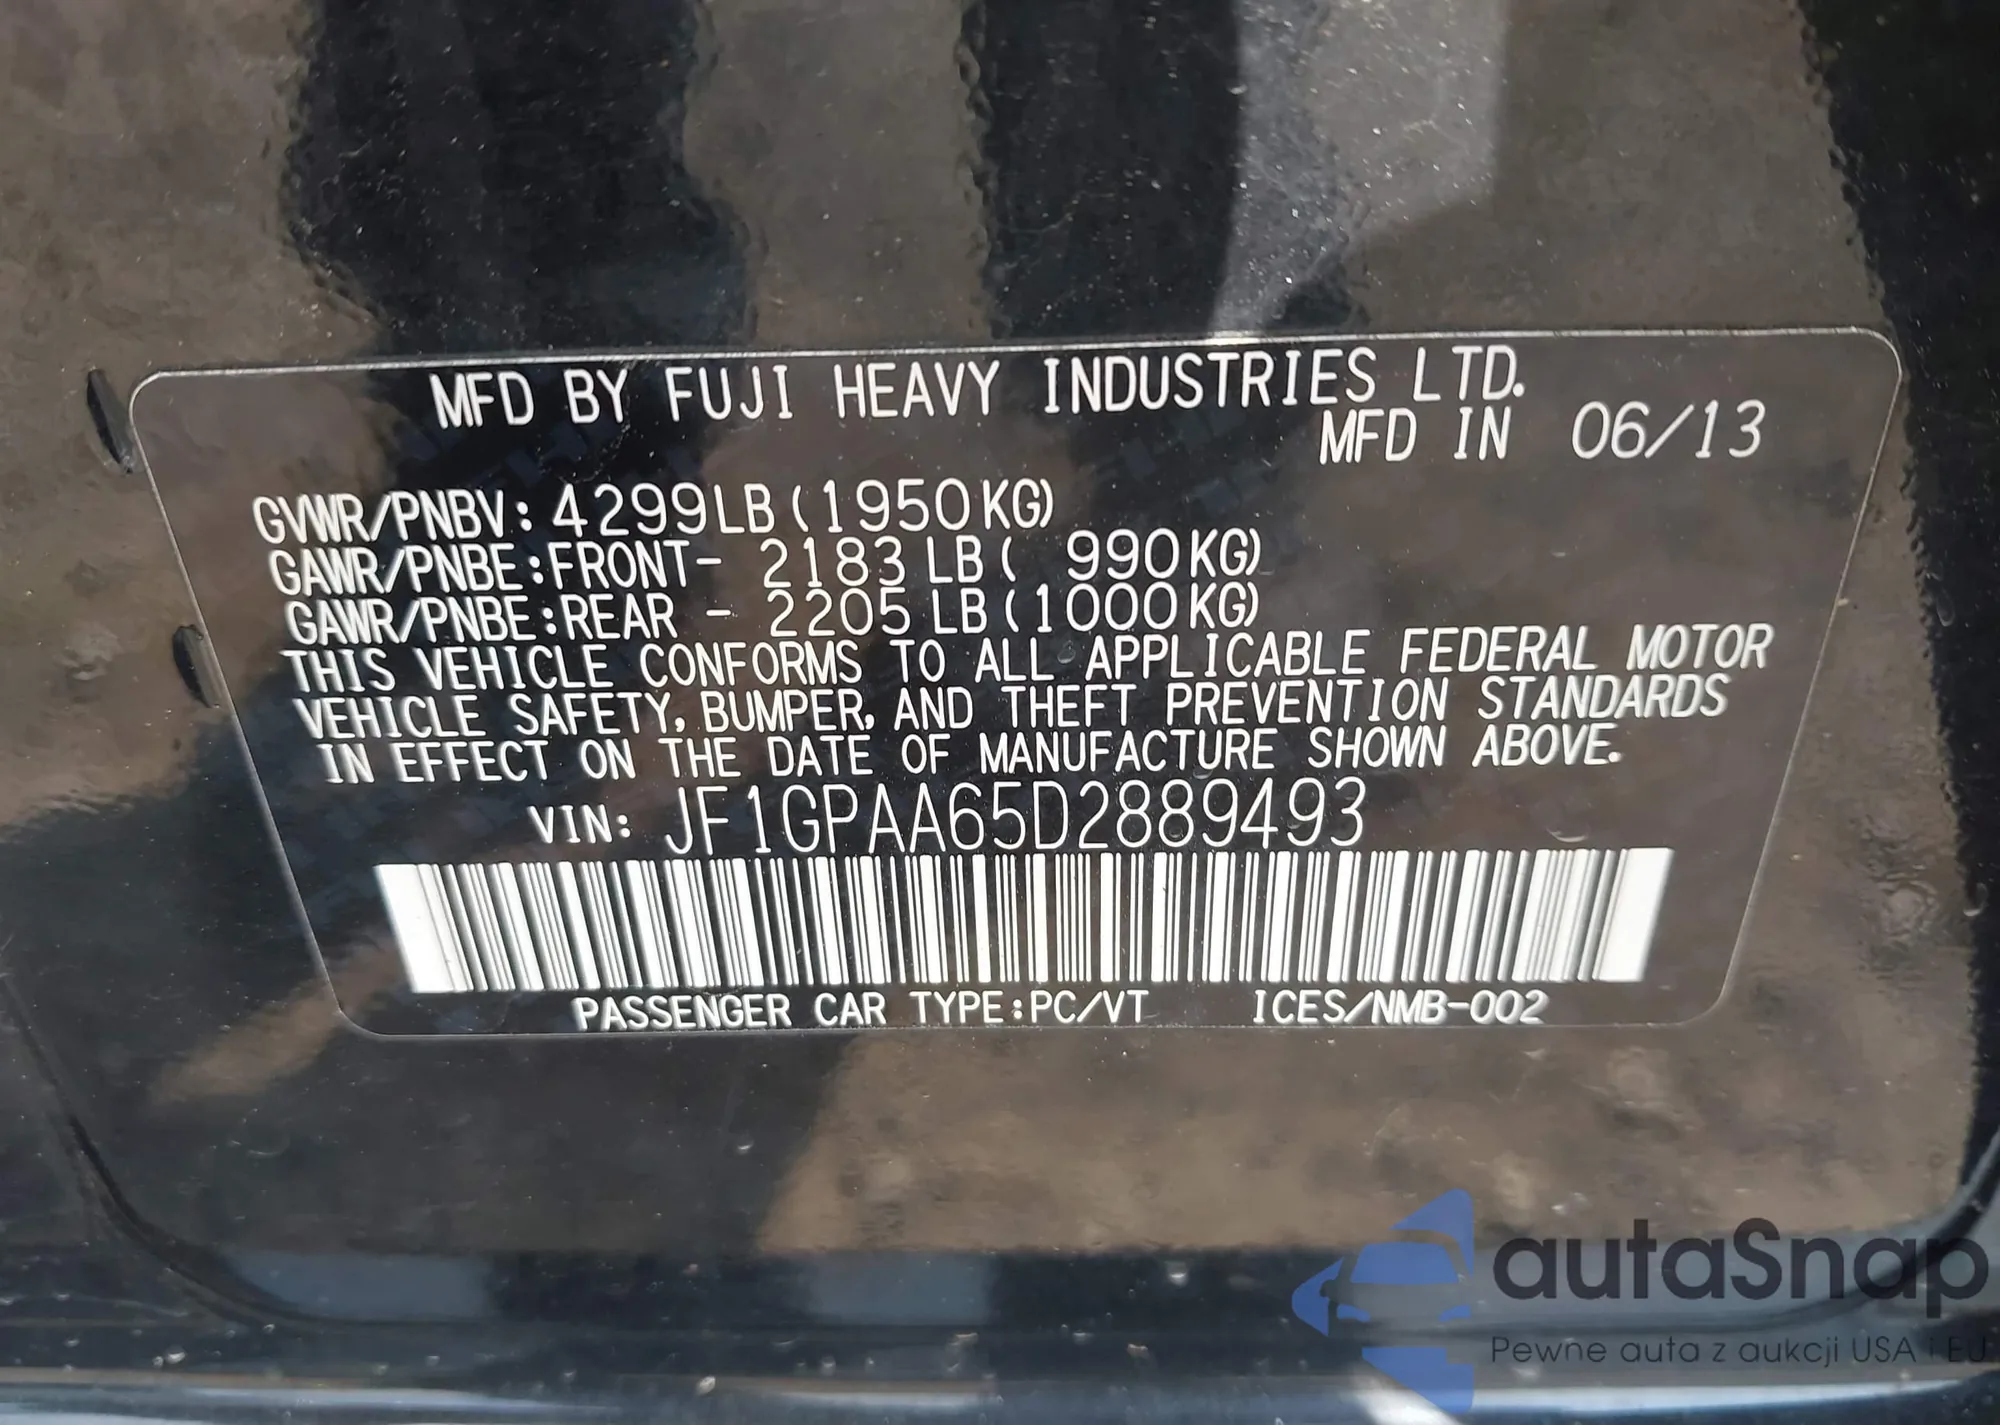 MFD BY FUJI HEAVY INDUSTRIES LTD.
MFD IN 06/13
GVWR/PNBV: 4299LB (1950KG)
GAWR/PNBE:FRONT- 2183 LB ( 990KG)
GAWR/PNBE:REAR - 2205 LB (1000KG)
THIS VEHICLE CONFORMS TO ALL APPLICABLE FEDERAL MOTOR
VEHICLE SAFETY, BUMPER, AND THEFT PREVENTION STANDARDS
IN EFFECT ON THE DATE OF MANUFACTURE SHOWN ABOVE.
VIN: JF1GPAA65D2889493
PASSENGER CAR TYPE:PC/VT ICES/NMB-002
autaSnap
Pewne auta z aukcji USA i EU